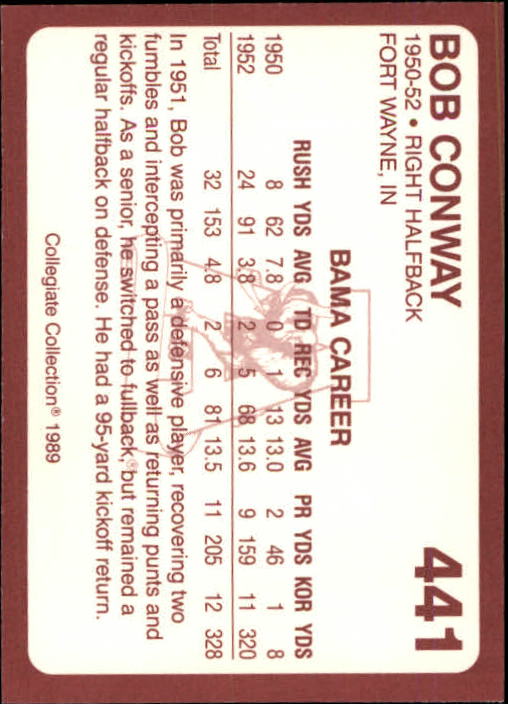 BOB CONWAY 441
1950-52 • RIGHT HALFBACK
FORT WAYNE, IN
BAMA CAREER
RUSH YDS AVG TD REC YDS AVG PR YDS KOR YDS
1950 8 62 7.8 0 1 13 13.0 2 46 1 8
1952 24 91 3.8 2 5 68 13.6 9 159 11 320
Total 32 153 4.8 2 6 81 13.5 11 205 12 328
In 1951, Bob was primarily a defensive player, recovering two
fumbles and intercepting a pass as well as returning punts and
kickoffs. As a senior, he switched to fullback, but remained a
regular halfback on defense. He had a 95-yard kickoff return.
Collegiate Collection® 1989